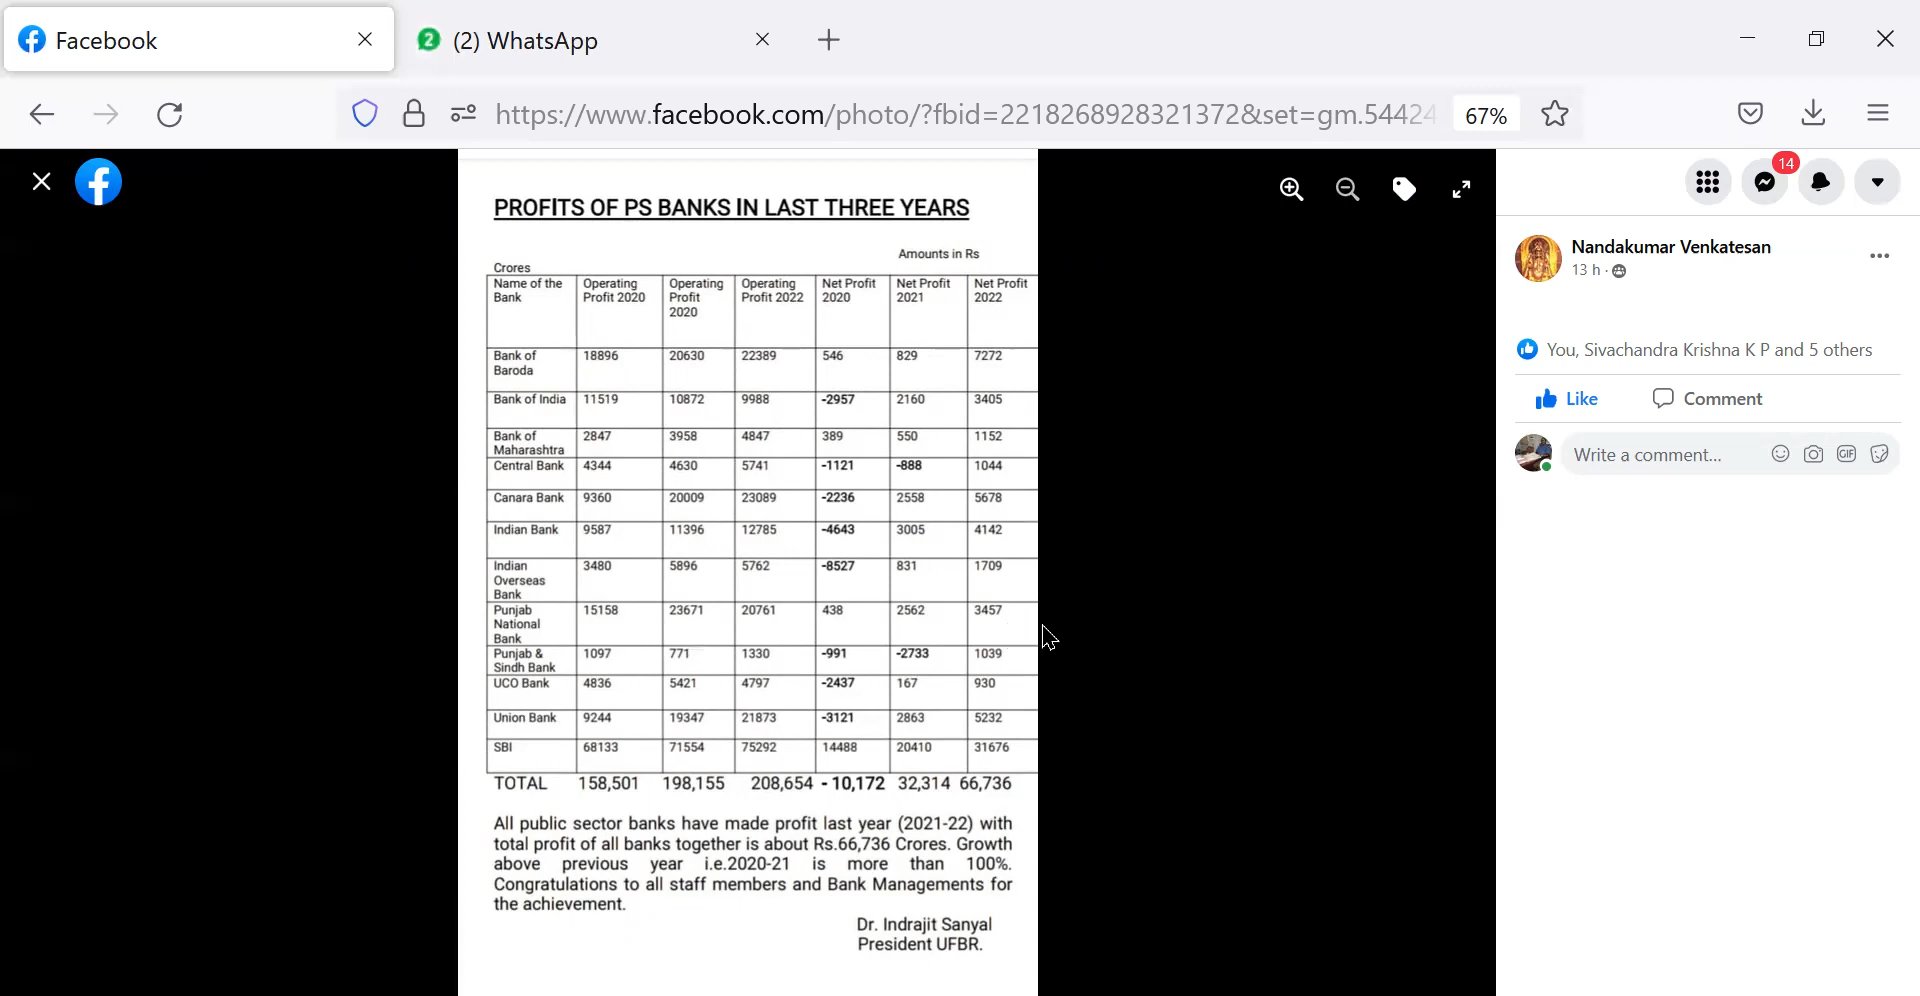 Facebook
2 (2) WhatsApp
https://www.facebook.com/photo/?fbid=2218268928321372&set=gm.54424
67%
14
PROFITS OF PS BANKS IN LAST THREE YEARS
Amounts in Rs
Crores
Name of the Bank | Operating Profit 2020 | Operating Profit 2020 | Operating Profit 2022 | Net Profit 2020 | Net Profit 2021 | Net Profit 2022
Bank of Baroda | 18896 | 20630 | 22389 | 546 | 829 | 7272
Bank of India | 11519 | 10872 | 9988 | -2957 | 2160 | 3405
Bank of Maharashtra | 2847 | 3958 | 4847 | 389 | 550 | 1152
Central Bank | 4344 | 4630 | 5741 | -1121 | -888 | 1044
Canara Bank | 9360 | 20009 | 23089 | -2236 | 2558 | 5678
Indian Bank | 9587 | 11396 | 12785 | -4643 | 3005 | 4142
Indian Overseas Bank | 3480 | 5896 | 5762 | -8527 | 831 | 1709
Punjab National Bank | 15158 | 23671 | 20761 | 438 | 2562 | 3457
Punjab & Sindh Bank | 1097 | 771 | 1330 | -991 | -2733 | 1039
UCO Bank | 4836 | 5421 | 4797 | -2437 | 167 | 930
Union Bank | 9244 | 19347 | 21873 | -3121 | 2863 | 5232
SBI | 68133 | 71554 | 75292 | 14488 | 20410 | 31676
TOTAL 158,501 198,155 208,654 - 10,172 32,314 66,736
All public sector banks have made profit last year (2021-22) with
total profit of all banks together is about Rs.66,736 Crores. Growth
above previous year i.e.2020-21 is more than 100%.
Congratulations to all staff members and Bank Managements for
the achievement.
Dr. Indrajit Sanyal
President UFBR.
Nandakumar Venkatesan
13 h ·
You, Sivachandra Krishna K P and 5 others
Like Comment
Write a comment...
GIF